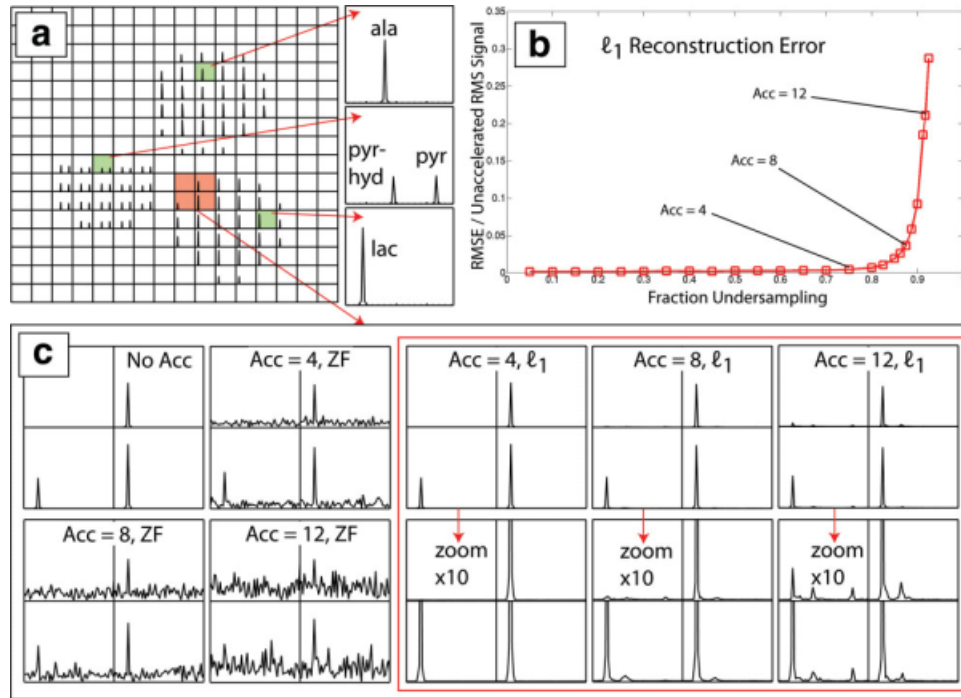 a
ala
pyr-
hyd
pyr
lac
b
ℓ1 Reconstruction Error
RMSE / Unaccelerated RMS Signal
0.35
0.3
0.25
0.2
0.15
0.1
0.05
0
Acc = 12
Acc = 8
Acc = 4
0 0.1 0.2 0.3 0.4 0.5 0.6 0.7 0.8 0.9 1
Fraction Undersampling
c
No Acc
Acc = 4, ZF
Acc = 8, ZF
Acc = 12, ZF
Acc = 4, ℓ1
Acc = 8, ℓ1
Acc = 12, ℓ1
zoom
x10
zoom
x10
zoom
x10